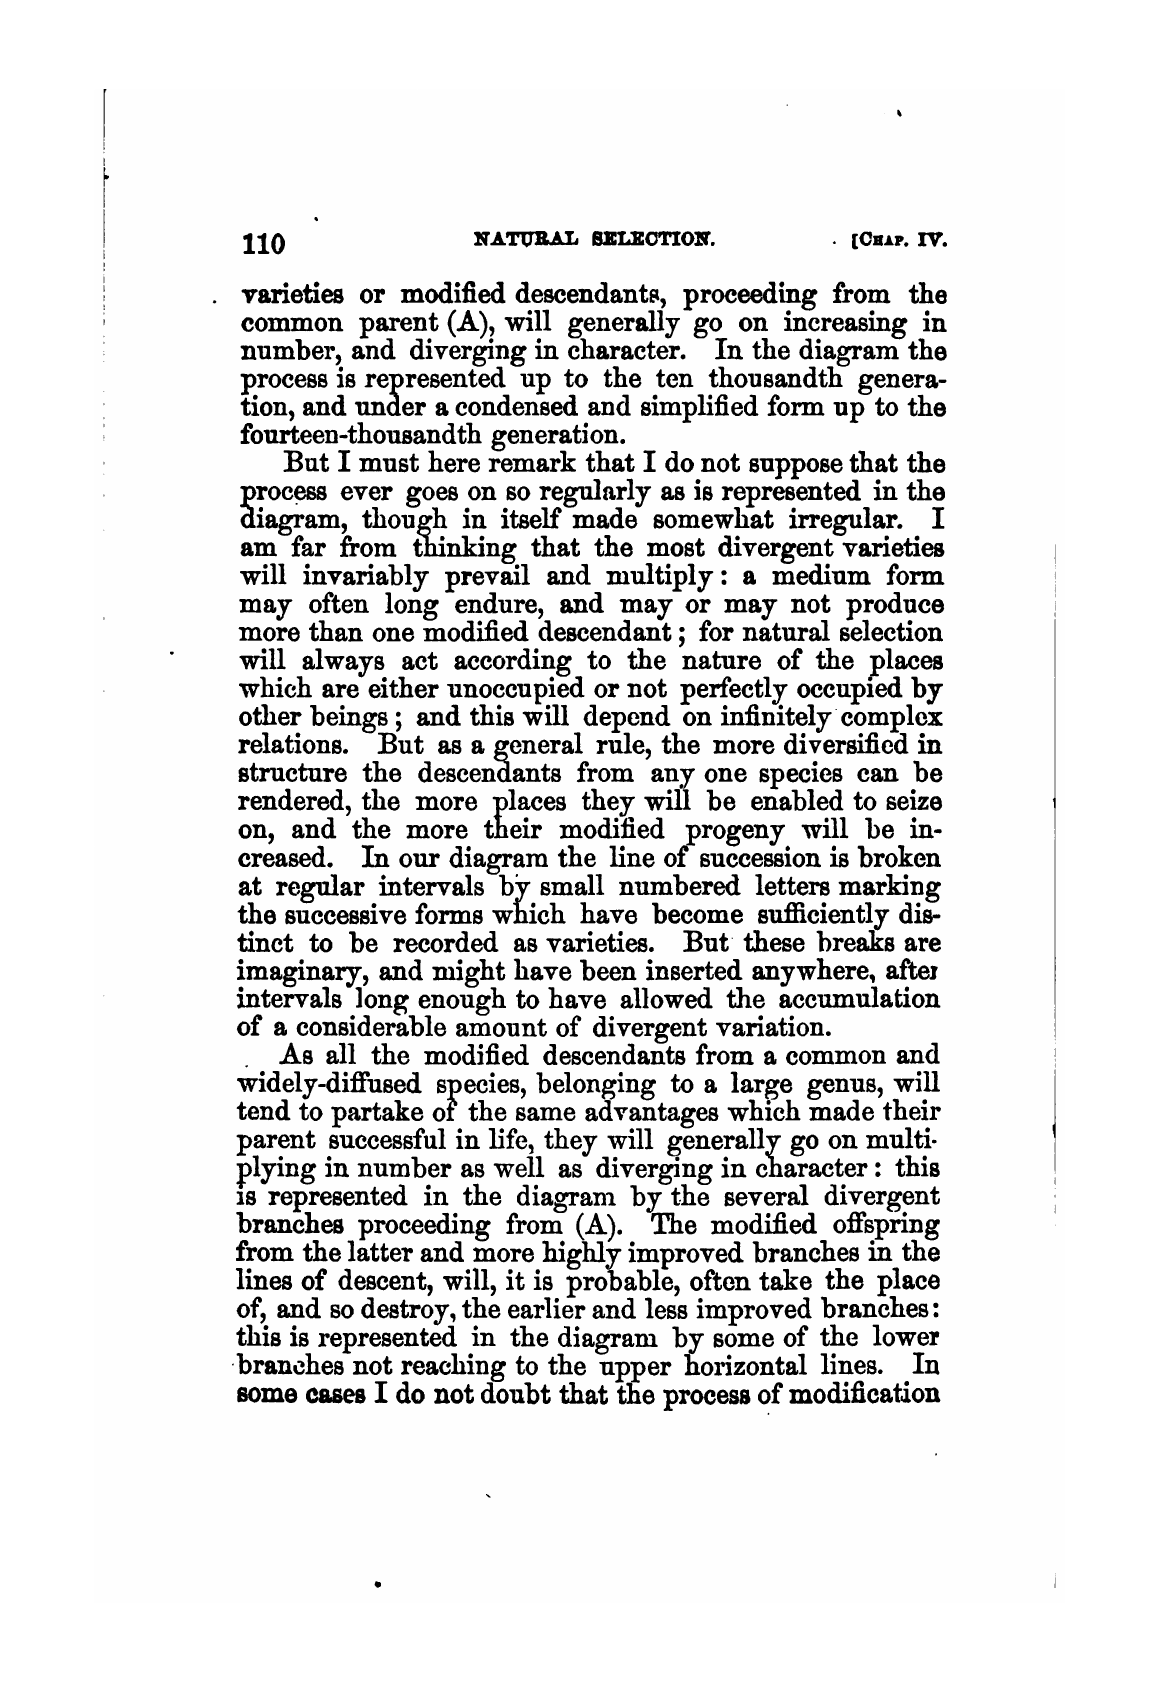 110 NATURAL SELECTION. [CHAP. IV.
varieties or modified descendants, proceeding from the
common parent (A), will generally go on increasing in
number, and diverging in character. In the diagram the
process is represented up to the ten thousandth genera-
tion, and under a condensed and simplified form up to the
fourteen-thousandth generation.
But I must here remark that I do not suppose that the
process ever goes on so regularly as is represented in the
diagram, though in itself made somewhat irregular. I
am far from thinking that the most divergent varieties
will invariably prevail and multiply: a medium form
may often long endure, and may or may not produce
more than one modified descendant; for natural selection
will always act according to the nature of the places
which are either unoccupied or not perfectly occupied by
other beings; and this will depend on infinitely complex
relations. But as a general rule, the more diversified in
structure the descendants from any one species can be
rendered, the more places they will be enabled to seize
on, and the more their modified progeny will be in-
creased. In our diagram the line of succession is broken
at regular intervals by small numbered letters marking
the successive forms which have become sufficiently dis-
tinct to be recorded as varieties. But these breaks are
imaginary, and might have been inserted anywhere, after
intervals long enough to have allowed the accumulation
of a considerable amount of divergent variation.
As all the modified descendants from a common and
widely-diffused species, belonging to a large genus, will
tend to partake of the same advantages which made their
parent successful in life, they will generally go on multi-
plying in number as well as diverging in character: this
is represented in the diagram by the several divergent
branches proceeding from (A). The modified offspring
from the latter and more highly improved branches in the
lines of descent, will, it is probable, often take the place
of, and so destroy, the earlier and less improved branches:
this is represented in the diagram by some of the lower
branches not reaching to the upper horizontal lines. In
some cases I do not doubt that the process of modification